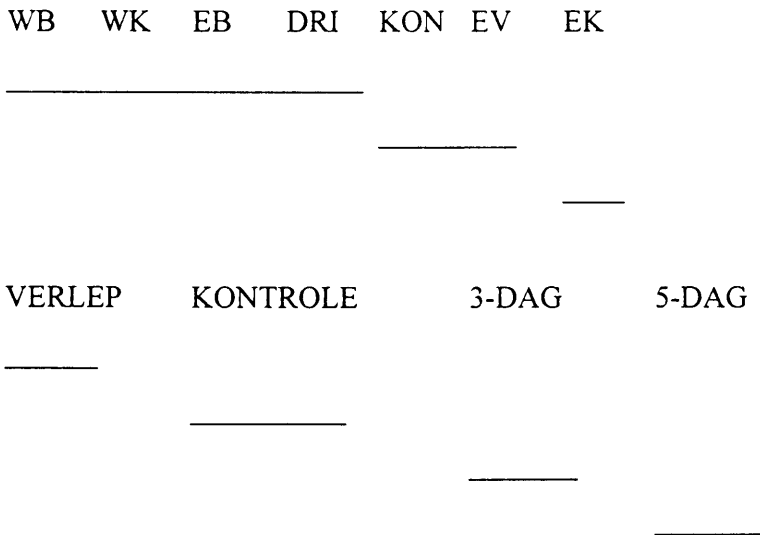 WB WK EB DRI KON EV EK
VERLEP KONTROLE 3-DAG 5-DAG